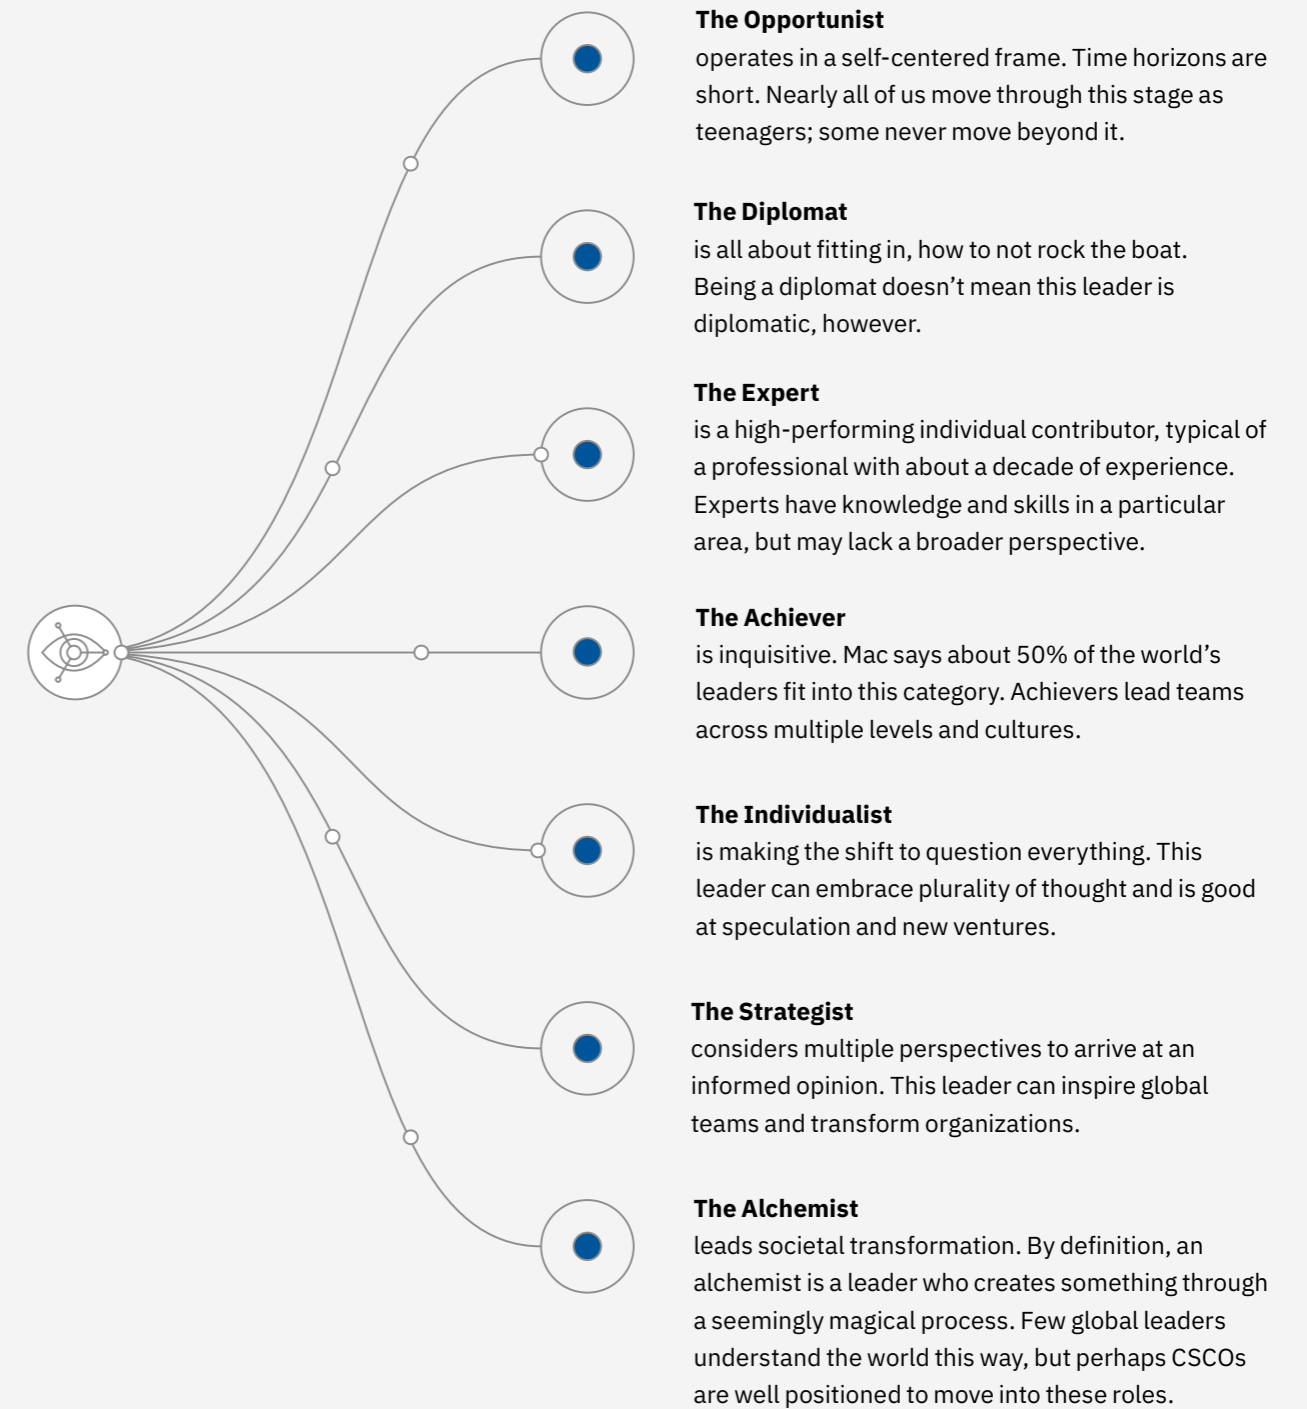 The Opportunist
operates in a self-centered frame. Time horizons are
short. Nearly all of us move through this stage as
teenagers; some never move beyond it.
The Diplomat
is all about fitting in, how to not rock the boat.
Being a diplomat doesn’t mean this leader is
diplomatic, however.
The Expert
is a high-performing individual contributor, typical of
a professional with about a decade of experience.
Experts have knowledge and skills in a particular
area, but may lack a broader perspective.
The Achiever
is inquisitive. Mac says about 50% of the world’s
leaders fit into this category. Achievers lead teams
across multiple levels and cultures.
The Individualist
is making the shift to question everything. This
leader can embrace plurality of thought and is good
at speculation and new ventures.
The Strategist
considers multiple perspectives to arrive at an
informed opinion. This leader can inspire global
teams and transform organizations.
The Alchemist
leads societal transformation. By definition, an
alchemist is a leader who creates something through
a seemingly magical process. Few global leaders
understand the world this way, but perhaps CSCOs
are well positioned to move into these roles.